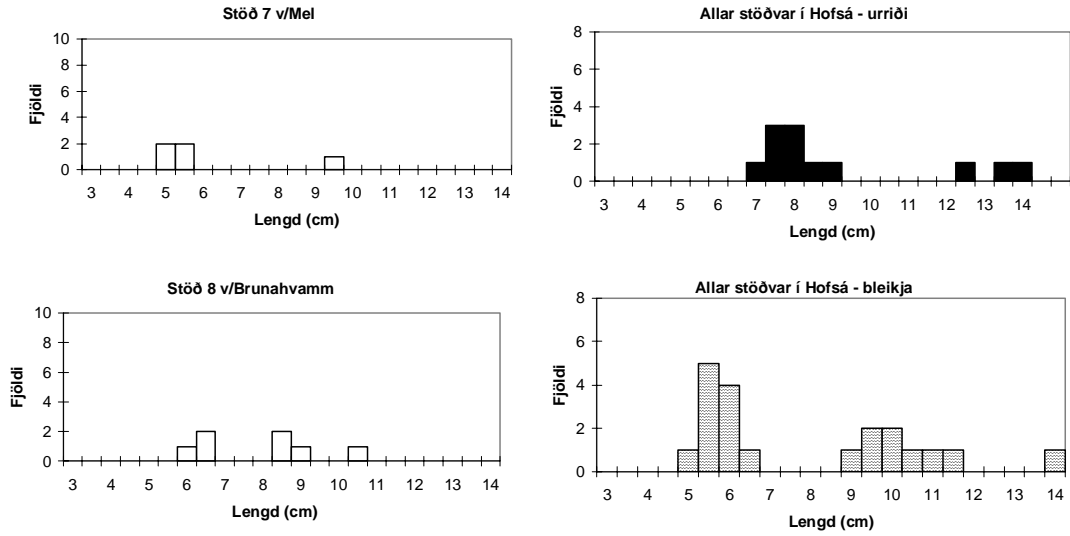 Stöð 7 v/Mel
10
8
6
4
2
0
Fjöldi
3 4 5 6 7 8 9 10 11 12 13 14
Lengd (cm)
Allar stöðvar í Hofsá - urriði
8
6
4
2
0
Fjöldi
3 4 5 6 7 8 9 10 11 12 13 14
Lengd (cm)
Stöð 8 v/Brunahvamm
10
8
6
4
2
0
Fjöldi
3 4 5 6 7 8 9 10 11 12 13 14
Lengd (cm)
Allar stöðvar í Hofsá - bleikja
8
6
4
2
0
Fjöldi
3 4 5 6 7 8 9 10 11 12 13 14
Lengd (cm)